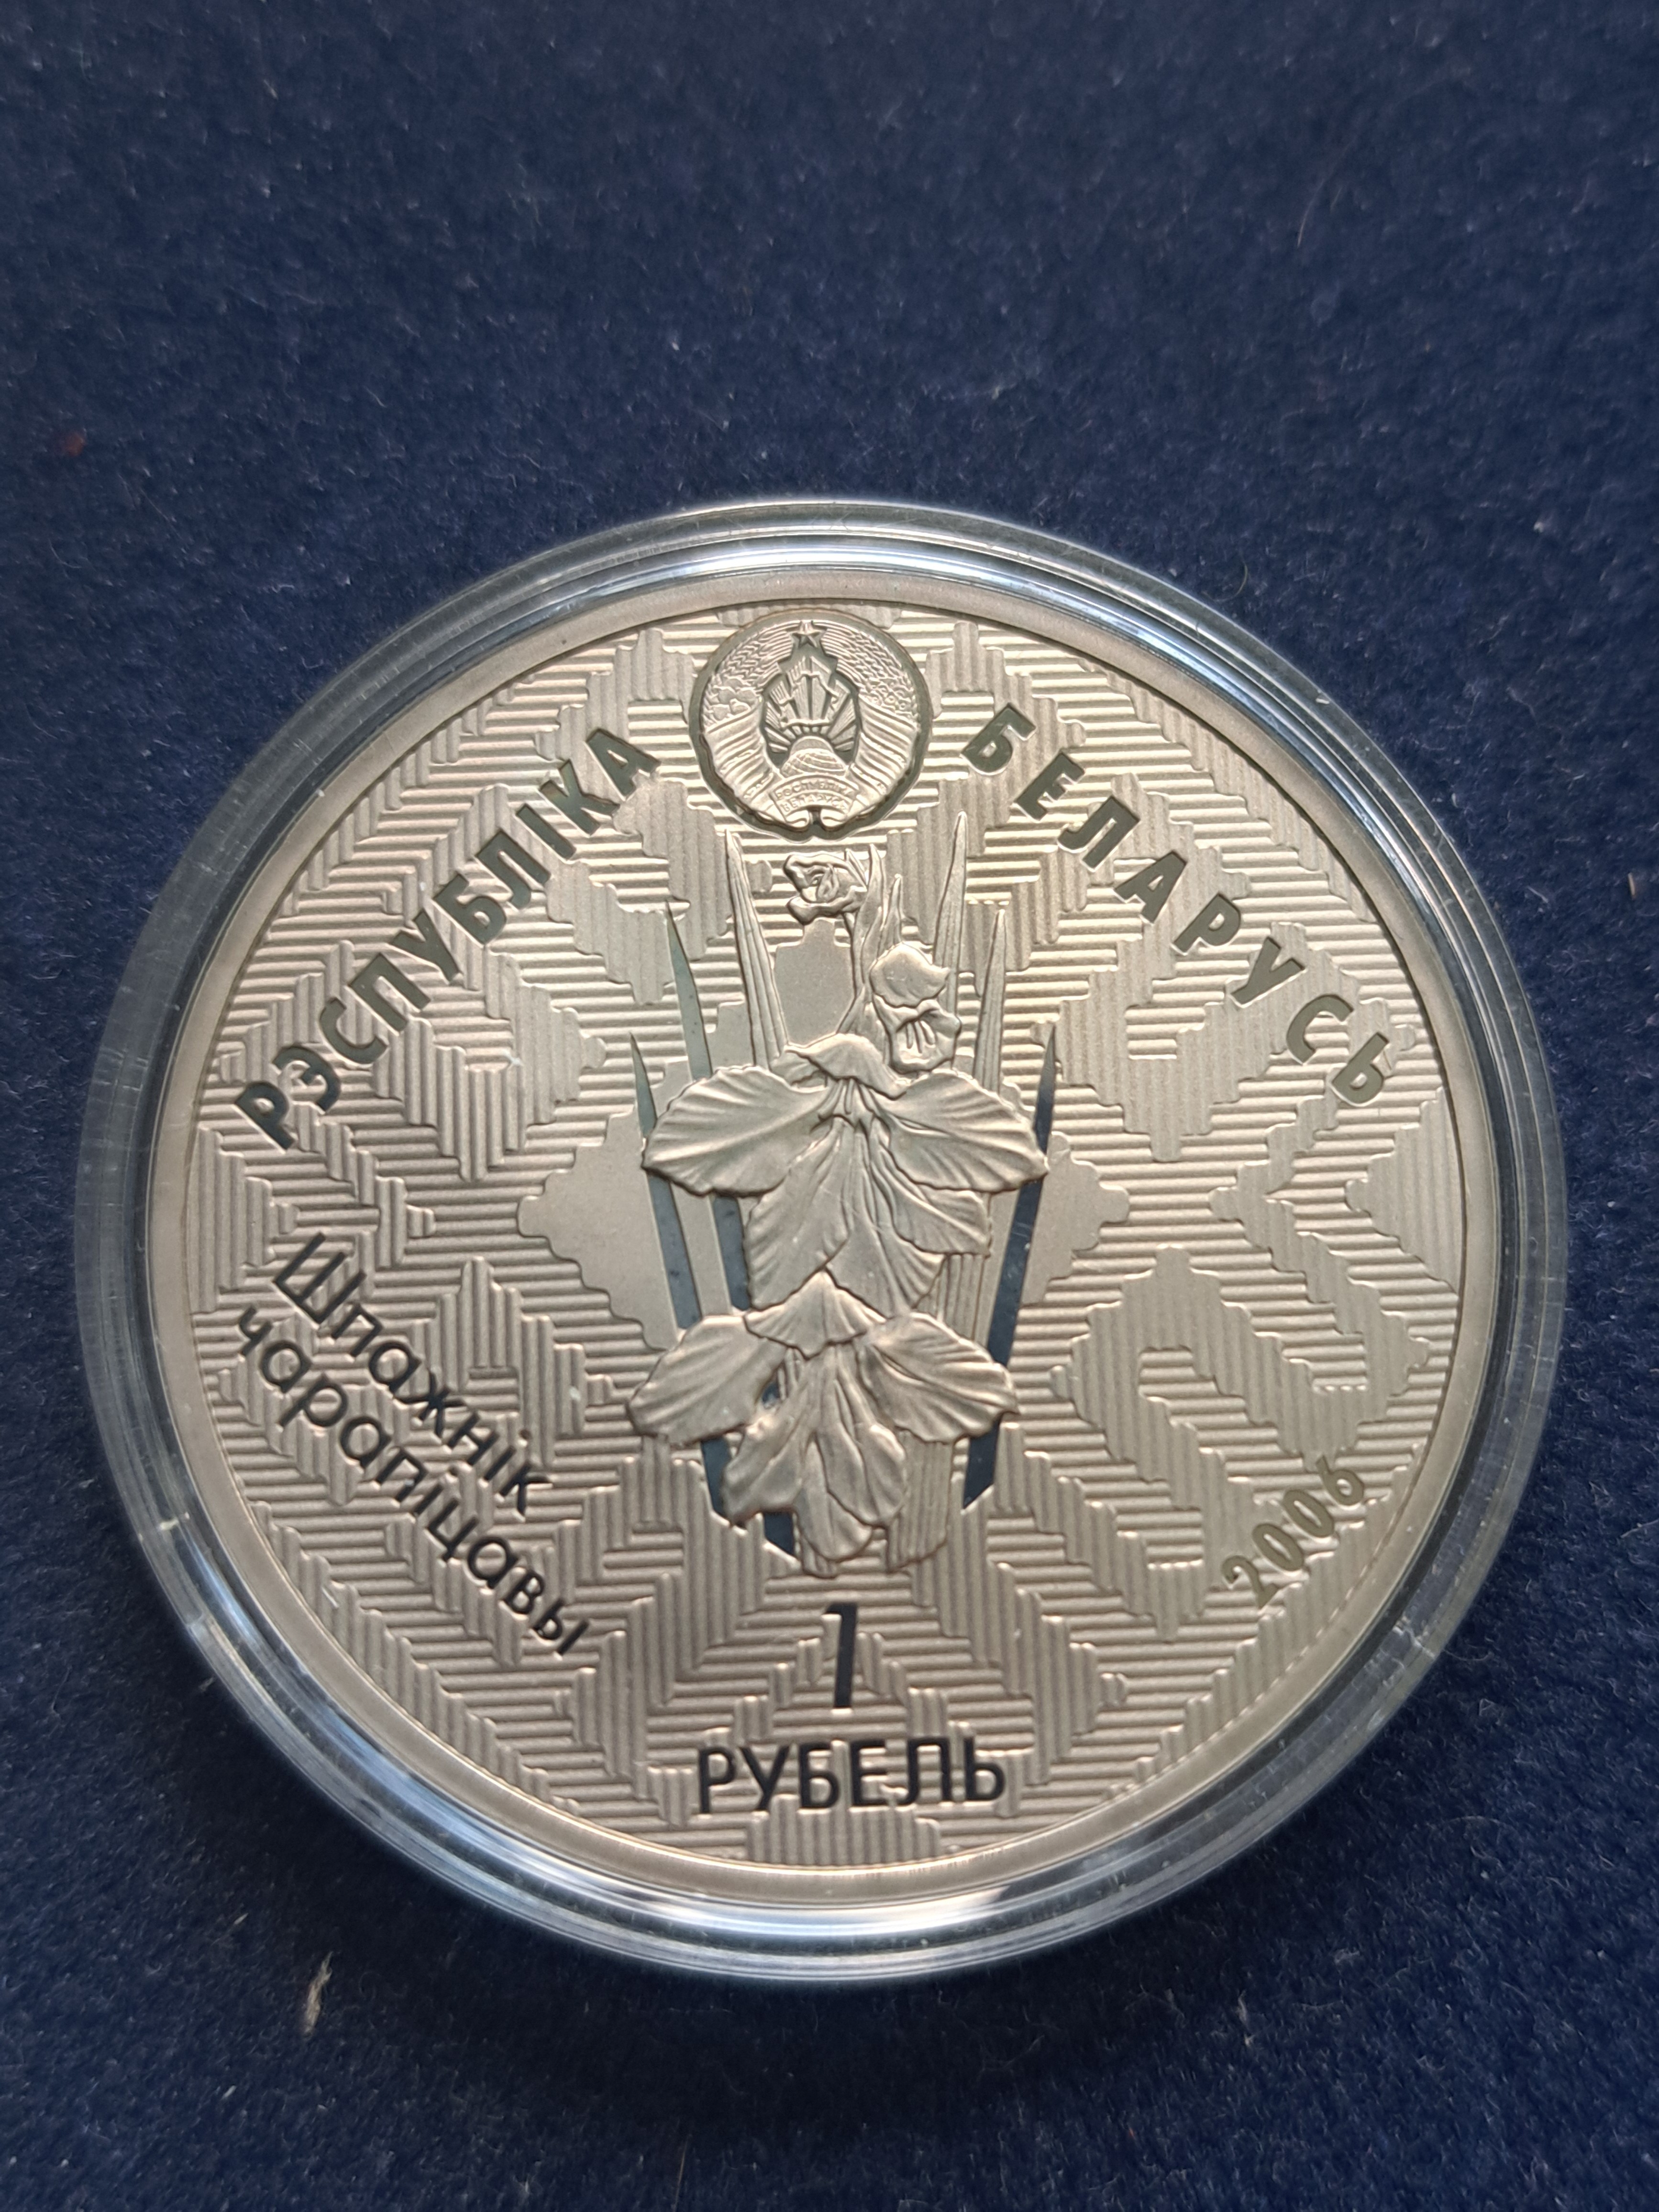 РЭСПУБЛІКА БЕЛАРУСЬ
Шпажнік
чарапіцавы
2006
1
РУБЕЛЬ